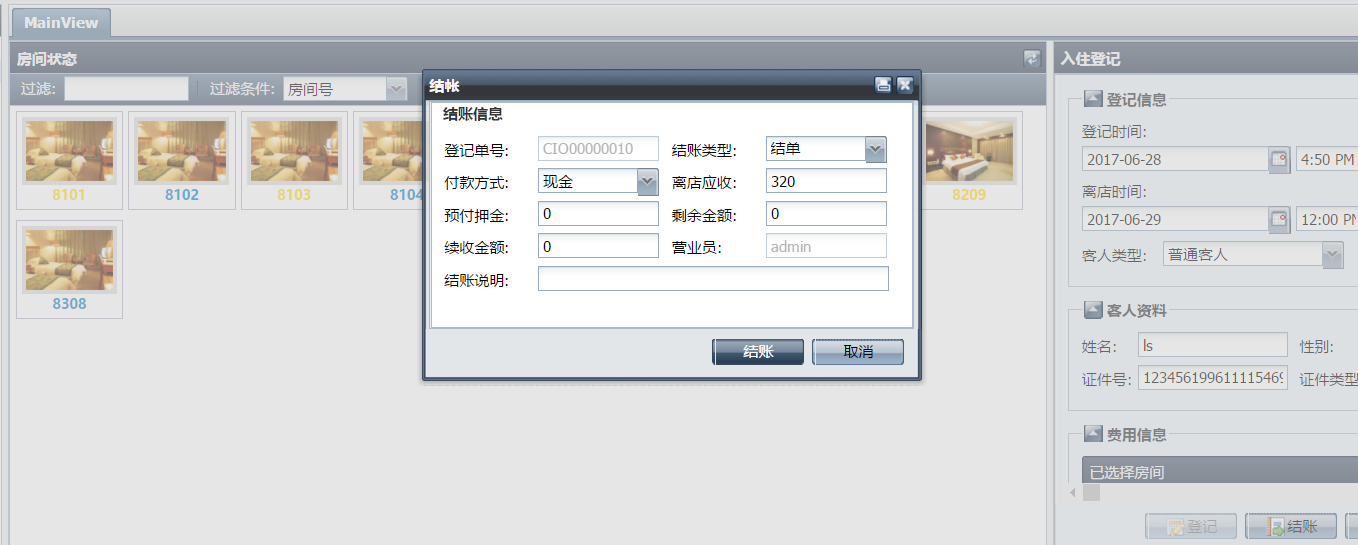 MainView
房间状态
过滤: 过滤条件: 房间号
8101 8102 8103 8104 8209
8308
结帐
结账信息
登记单号: CIO00000010 结账类型: 结单
付款方式: 现金 离店应收: 320
预付押金: 0 剩余金额: 0
续收金额: 0 营业员: admin
结账说明:
结账 取消
入住登记
登记信息
登记时间:
2017-06-28 4:50 PM
离店时间:
2017-06-29 12:00 PM
客人类型: 普通客人
客人资料
姓名: ls 性别:
证件号: 123456199611115469 证件类型
费用信息
已选择房间
登记 结账